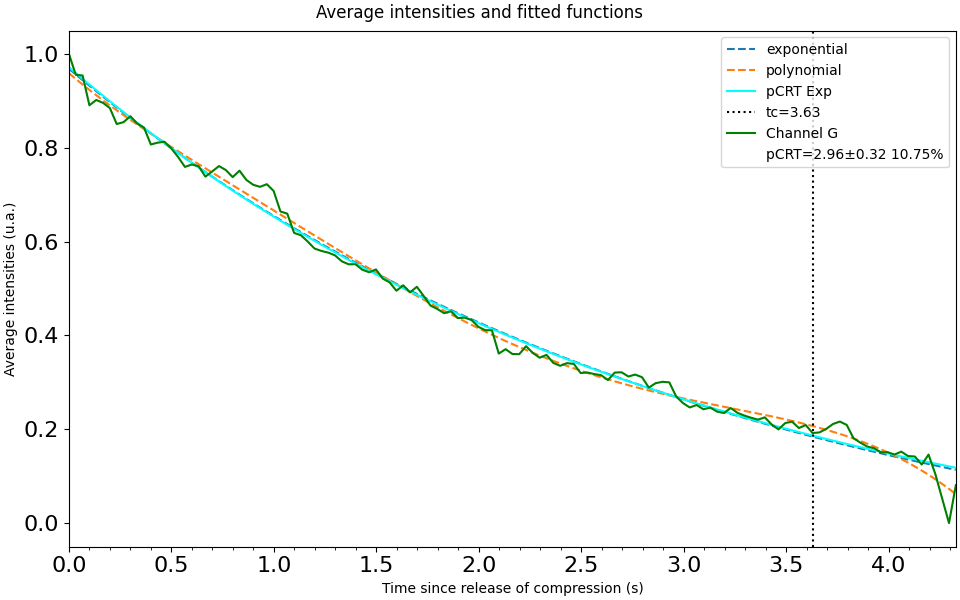 Average intensities and fitted functions
Average intensities (u.a.)
1.0
0.8
0.6
0.4
0.2
0.0
exponential
polynomial
pCRT Exp
tc=3.63
Channel G
pCRT=2.96±0.32 10.75%
0.0 0.5 1.0 1.5 2.0 2.5 3.0 3.5 4.0
Time since release of compression (s)